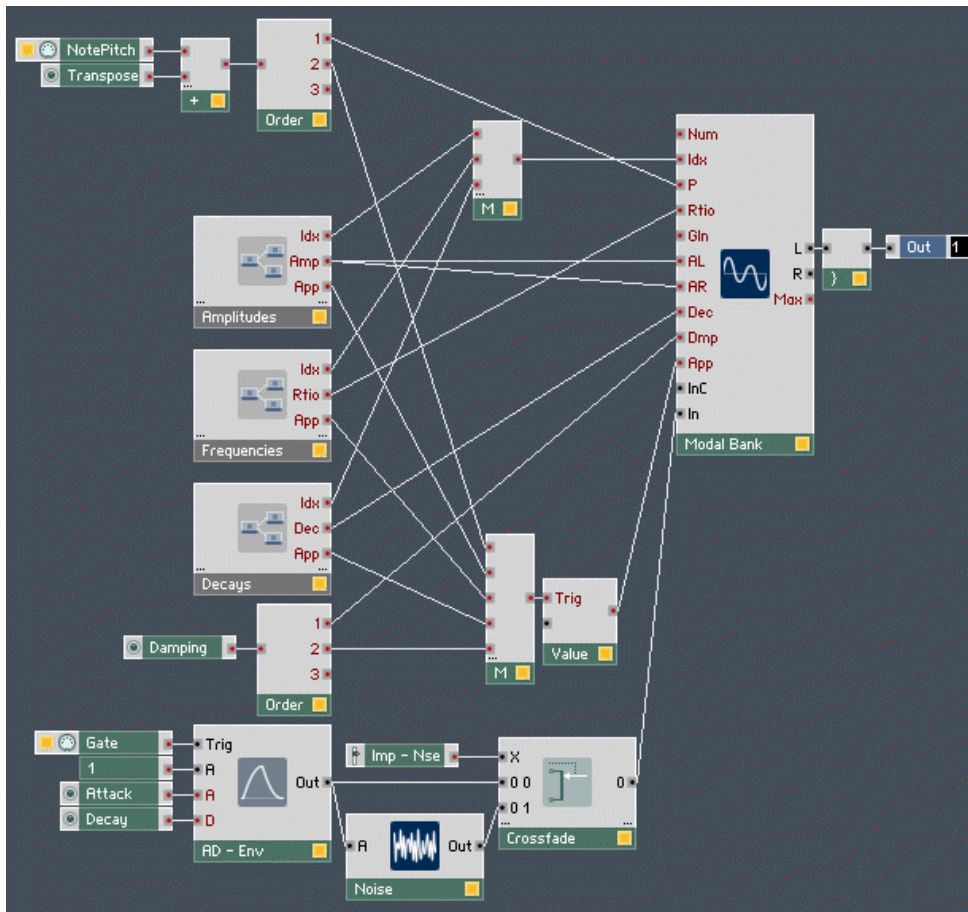 NotePitch
Transpose
...
+
1
2
3
Order
...
M
Idx
Amp
App
... ...
Amplitudes
Idx
Rtio
App
... ...
Frequencies
Idx
Dec
App
... ...
Decays
Damping
1
2
3
Order
...
M
Trig
Value
Num
Idx
P
Rtio
GIn
AL
AR
Dec
Dmp
App
InC
In
L
R
Max
Modal Bank
}
Out 1
Gate
1
Attack
Decay
Trig
A
A
D
Out
AD - Env
Imp - Nse
A
Out
Noise
X
0 0
0 1
0
... ...
Crossfade